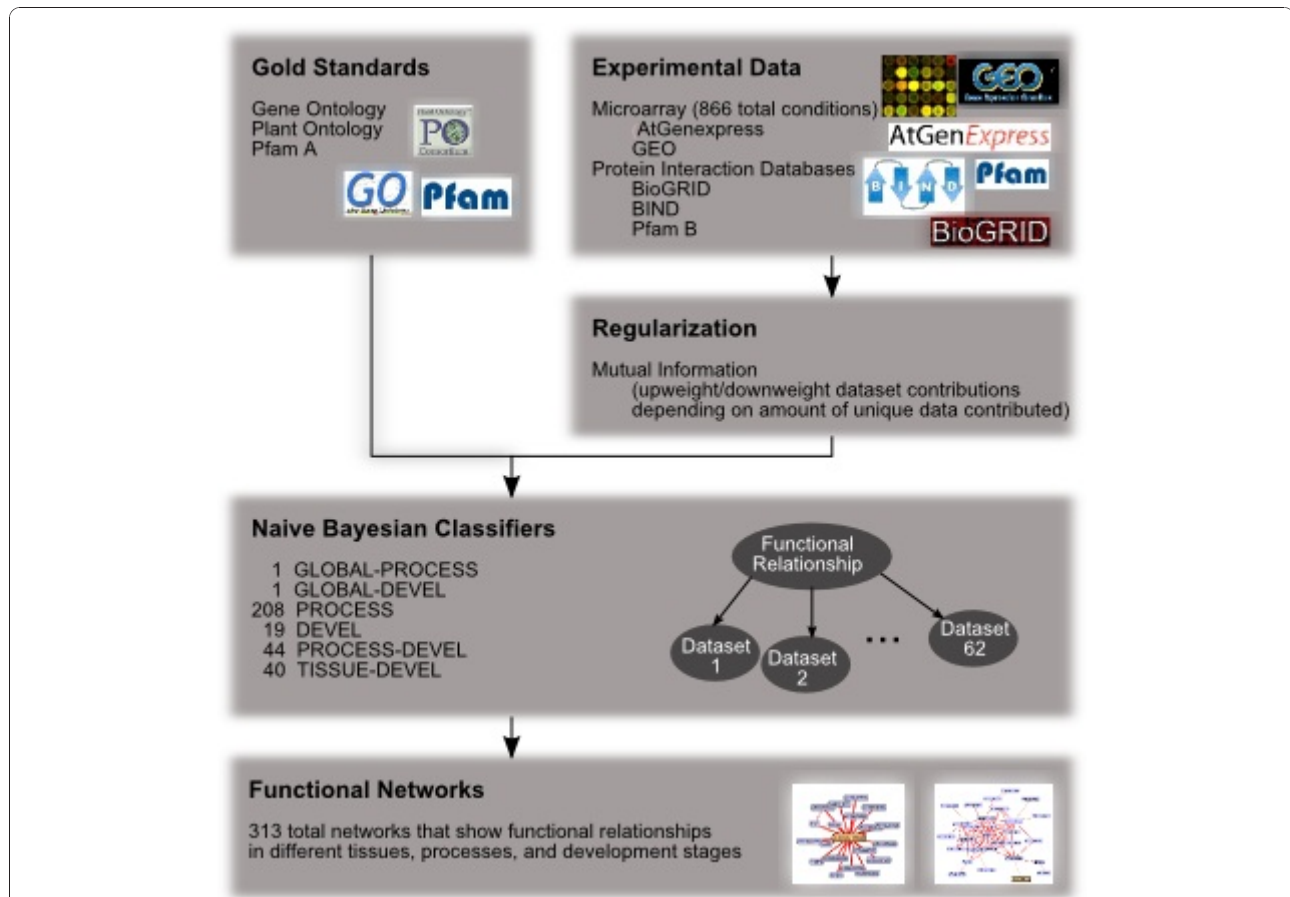 Gold Standards
Gene Ontology
Plant Ontology
Pfam A
PO
Consortium
GO
Pfam
Experimental Data
Microarray (866 total conditions)
AtGenexpress
GEO
Protein Interaction Databases
BioGRID
BIND
Pfam B
GEO
AtGenExpress
BIND
Pfam
BioGRID
Regularization
Mutual Information
(upweight/downweight dataset contributions
depending on amount of unique data contributed)
Naive Bayesian Classifiers
1 GLOBAL-PROCESS
1 GLOBAL-DEVEL
208 PROCESS
19 DEVEL
44 PROCESS-DEVEL
40 TISSUE-DEVEL
Functional
Relationship
Dataset
1
Dataset
2
...
Dataset
62
Functional Networks
313 total networks that show functional relationships
in different tissues, processes, and development stages